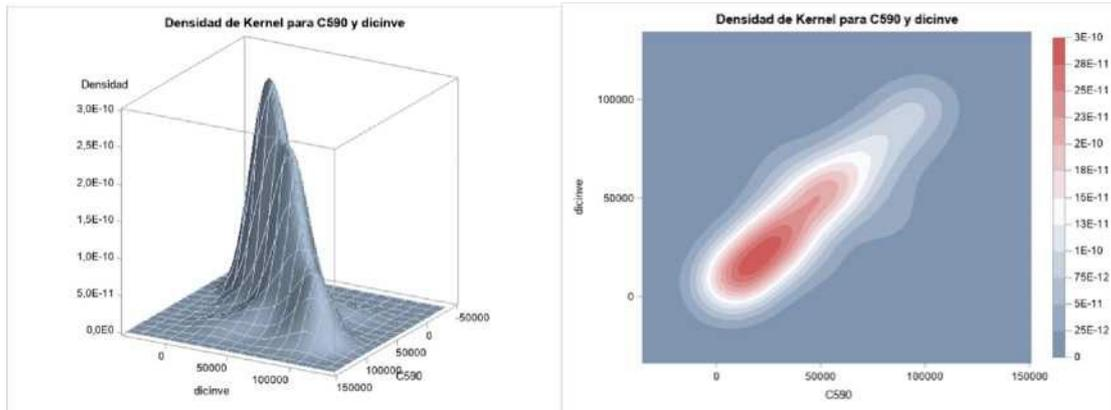 Densidad de Kernel para C590 y dicinve
Densidad
3,0E-10
2,5E-10
2,0E-10
1,5E-10
1,0E-10
5,0E-11
0,0E0
0
50000
100000
150000
dicinve
-50000
0
50000
100000
C590
Densidad de Kernel para C590 y dicinve
100000
50000
0
dicinve
0
50000
100000
150000
C590
3E-10
28E-11
25E-11
23E-11
2E-10
18E-11
15E-11
13E-11
1E-10
75E-12
5E-11
25E-12
0